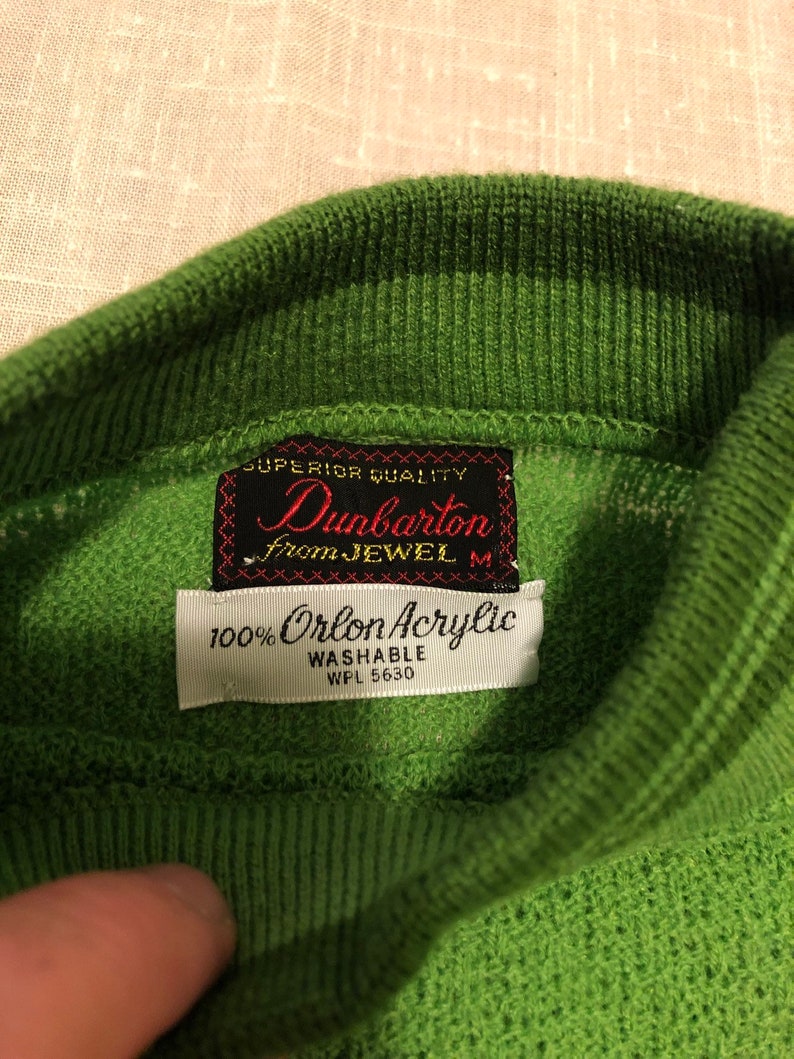 SUPERIOR QUALITY
Dunbarton
from JEWEL M
100% Orlon Acrylic
WASHABLE
WPL 5630